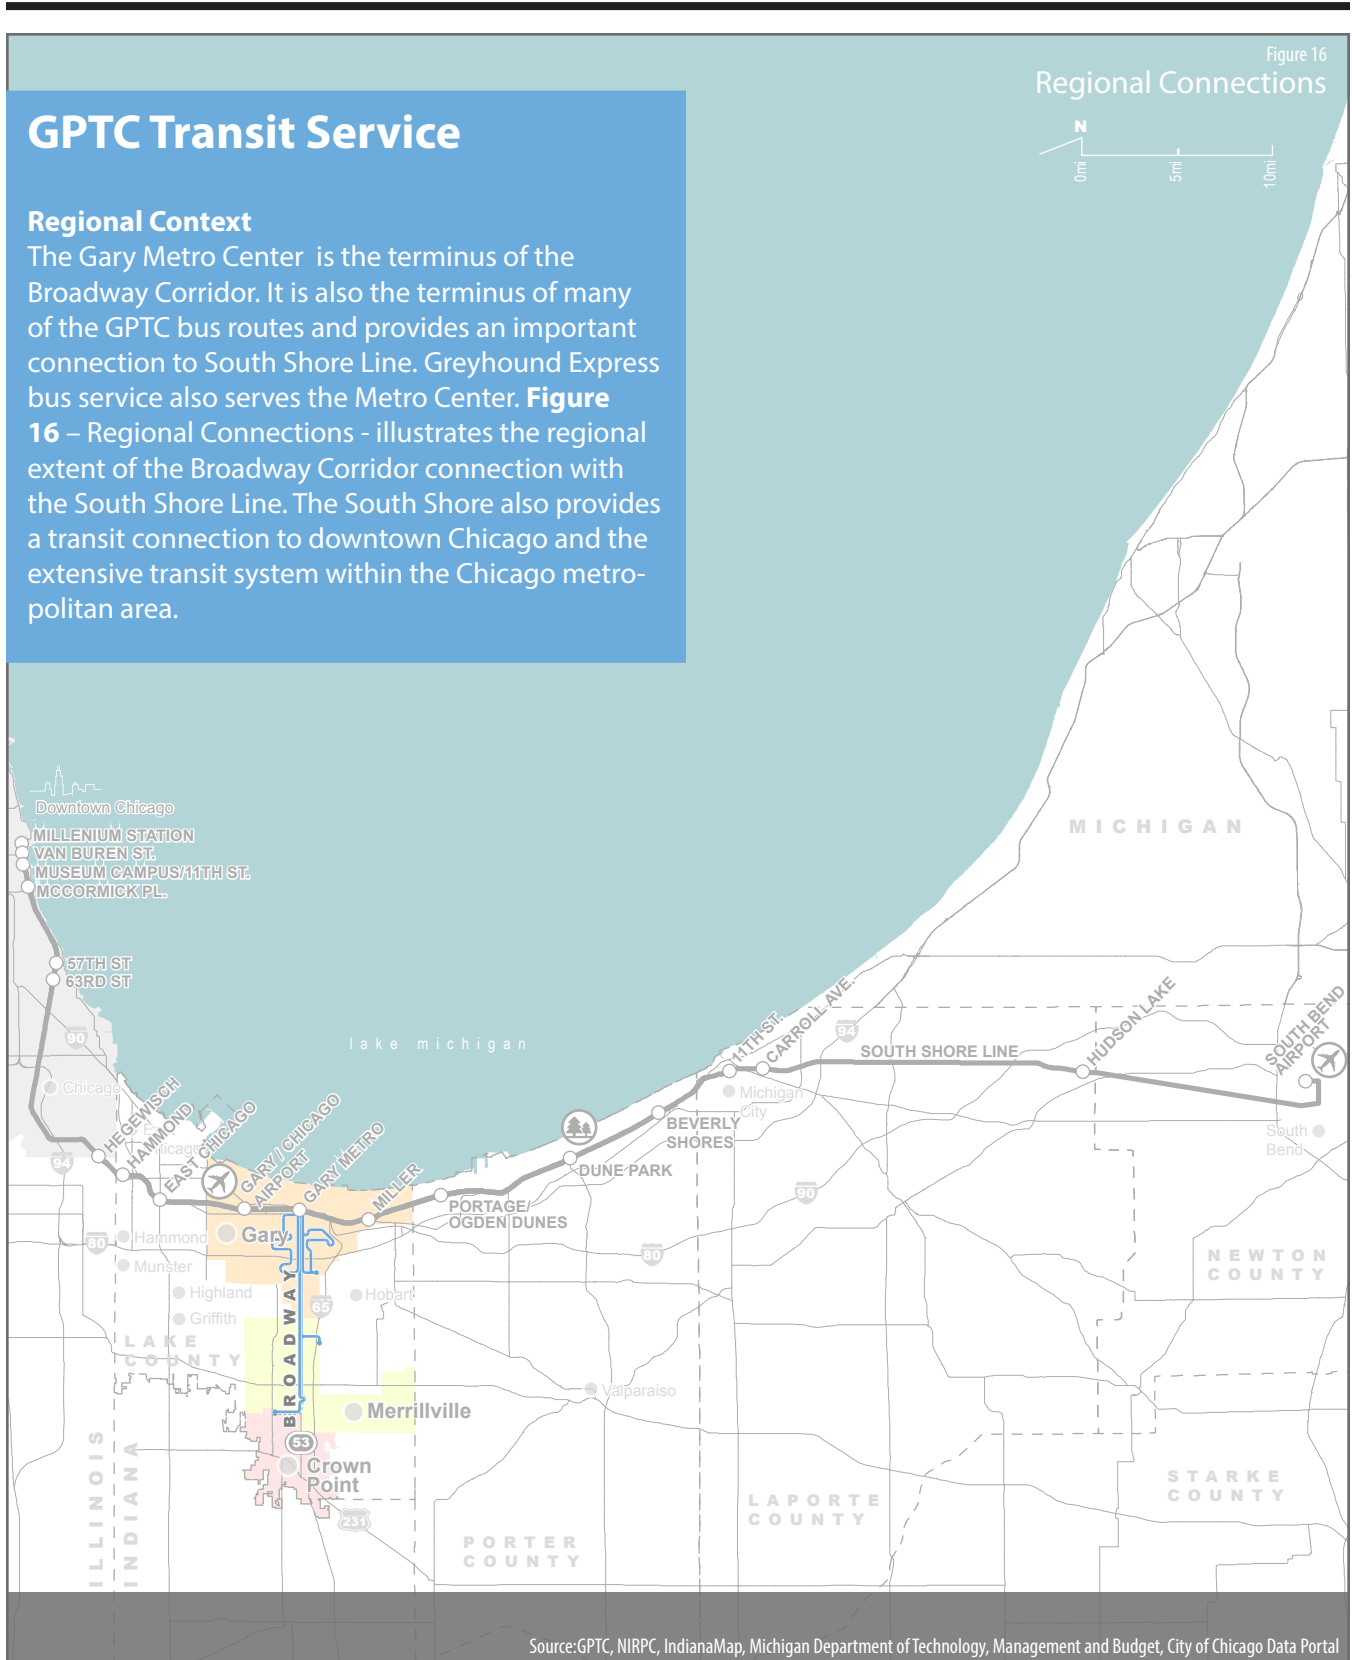 Figure 16
Regional Connections
N
0mi
5mi
10mi
GPTC Transit Service
Regional Context
The Gary Metro Center  is the terminus of the
Broadway Corridor. It is also the terminus of many
of the GPTC bus routes and provides an important
connection to South Shore Line. Greyhound Express
bus service also serves the Metro Center. Figure
16 – Regional Connections - illustrates the regional
extent of the Broadway Corridor connection with
the South Shore Line. The South Shore also provides
a transit connection to downtown Chicago and the
extensive transit system within the Chicago metro-
politan area.
Downtown Chicago
MILLENIUM STATION
VAN BUREN ST.
MUSEUM CAMPUS/11TH ST.
MCCORMICK PL.
57TH ST
63RD ST
90
Chicago
94
lake michigan
MICHIGAN
HEGEWISCH
HAMMOND
EAST CHICAGO
GARY / CHICAGO
AIRPORT
GARY METRO
MILLER
PORTAGE/
OGDEN DUNES
DUNE PARK
BEVERLY
SHORES
11TH ST.
CARROLL AVE.
94
SOUTH SHORE LINE
HUDSON LAKE
SOUTH BEND
AIRPORT
Michigan
City
South
Bend
90
80
80
Hammond
Munster
Highland
Griffith
Gary
65
Hobart
BROADWAY
LAKE
COUNTY
Valparaiso
Merrillville
53
Crown
Point
231
ILLINOIS
INDIANA
PORTER
COUNTY
LAPORTE
COUNTY
NEWTON
COUNTY
STARKE
COUNTY
Source:GPTC, NIRPC, IndianaMap, Michigan Department of Technology, Management and Budget, City of Chicago Data Portal